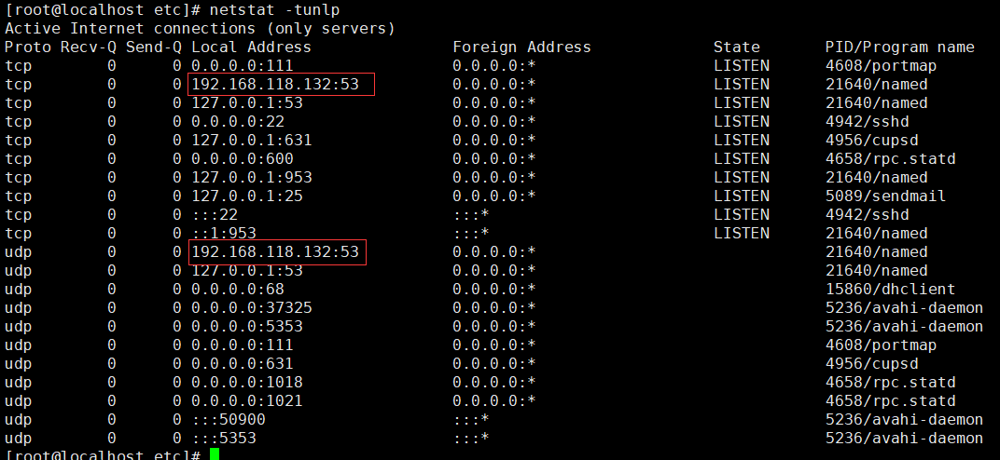 [root@localhost etc]# netstat -tunlp
Active Internet connections (only servers)
Proto Recv-Q Send-Q Local Address               Foreign Address             State       PID/Program name
tcp        0      0 0.0.0.0:111                 0.0.0.0:*                   LISTEN      4608/portmap
tcp        0      0 192.168.118.132:53          0.0.0.0:*                   LISTEN      21640/named
tcp        0      0 127.0.0.1:53                0.0.0.0:*                   LISTEN      21640/named
tcp        0      0 0.0.0.0:22                  0.0.0.0:*                   LISTEN      4942/sshd
tcp        0      0 127.0.0.1:631               0.0.0.0:*                   LISTEN      4956/cupsd
tcp        0      0 0.0.0.0:600                 0.0.0.0:*                   LISTEN      4658/rpc.statd
tcp        0      0 127.0.0.1:953               0.0.0.0:*                   LISTEN      21640/named
tcp        0      0 127.0.0.1:25                0.0.0.0:*                   LISTEN      5089/sendmail
tcp        0      0 :::22                       :::*                        LISTEN      4942/sshd
tcp        0      0 ::1:953                     :::*                        LISTEN      21640/named
udp        0      0 192.168.118.132:53          0.0.0.0:*                               21640/named
udp        0      0 127.0.0.1:53                0.0.0.0:*                               21640/named
udp        0      0 0.0.0.0:68                  0.0.0.0:*                               15860/dhclient
udp        0      0 0.0.0.0:37325               0.0.0.0:*                               5236/avahi-daemon
udp        0      0 0.0.0.0:5353                0.0.0.0:*                               5236/avahi-daemon
udp        0      0 0.0.0.0:111                 0.0.0.0:*                               4608/portmap
udp        0      0 0.0.0.0:631                 0.0.0.0:*                               4956/cupsd
udp        0      0 0.0.0.0:1018                0.0.0.0:*                               4658/rpc.statd
udp        0      0 0.0.0.0:1021                0.0.0.0:*                               4658/rpc.statd
udp        0      0 :::50900                    :::*                                    5236/avahi-daemon
udp        0      0 :::5353                     :::*                                    5236/avahi-daemon
[root@localhost etc]#